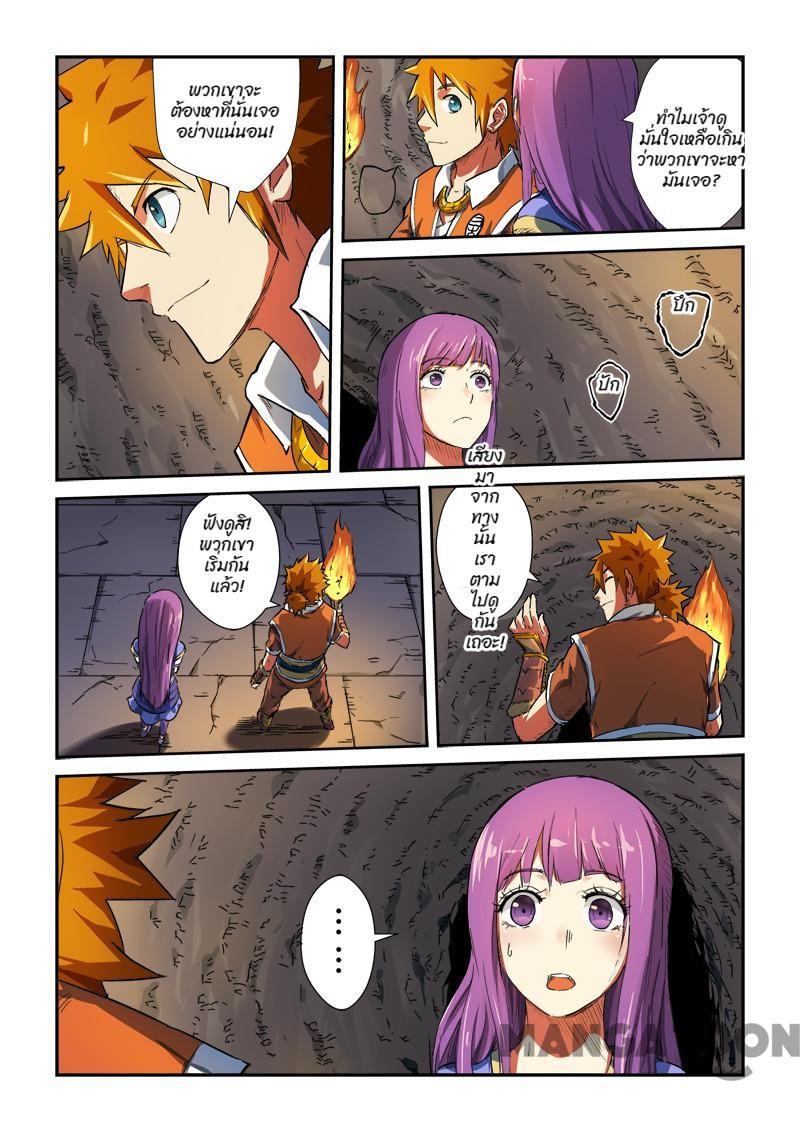 พวกเขาจะ
ต้องหาที่นั่นเจอ
อย่างแน่นอน!
ทำไมเจ้าดู
มั่นใจเหลือเกิน
ว่าพวกเขาจะหา
มันเจอ?
ปึก
ปึก
ฟังดูสิ!
พวกเขา
เริ่มกัน
แล้ว!
เสียง
มา
จาก
ทาง
นั้น
เรา
ตาม
ไปดู
กัน
เถอะ!
.....